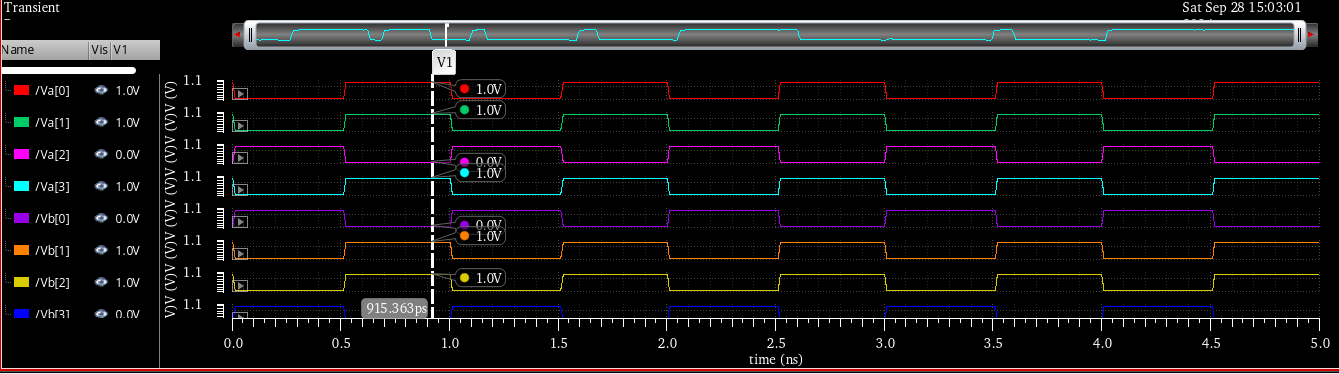 Transient
Sat Sep 28 15:03:01
Name Vis V1
V1
/Va[0] 1.0V 1.1 V (V) 1.0V
/Va[1] 1.0V 1.1 V (V) 1.0V
/Va[2] 0.0V 1.1 V (V) 0.0V
/Va[3] 1.0V 1.1 V (V) 1.0V
/Vb[0] 0.0V 1.1 V (V) 0.0V
/Vb[1] 1.0V 1.1 V (V) 1.0V
/Vb[2] 1.0V 1.1 V (V) 1.0V
/Vb[3] 0.0V 1.1 V)
915.363ps
0.0 0.5 1.0 1.5 2.0 2.5 3.0 3.5 4.0 4.5 5.0
time (ns)